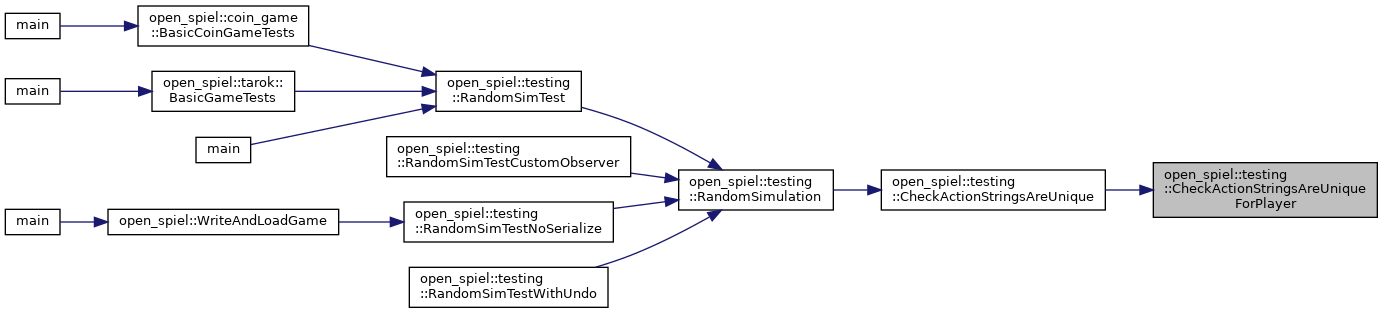 main
open_spiel::coin_game
::BasicCoinGameTests
main
open_spiel::tarok::
BasicGameTests
open_spiel::testing
::RandomSimTest
main
open_spiel::testing
::RandomSimTestCustomObserver
main
open_spiel::WriteAndLoadGame
open_spiel::testing
::RandomSimTestNoSerialize
open_spiel::testing
::RandomSimTestWithUndo
open_spiel::testing
::RandomSimulation
open_spiel::testing
::CheckActionStringsAreUnique
open_spiel::testing
::CheckActionStringsAreUnique
ForPlayer